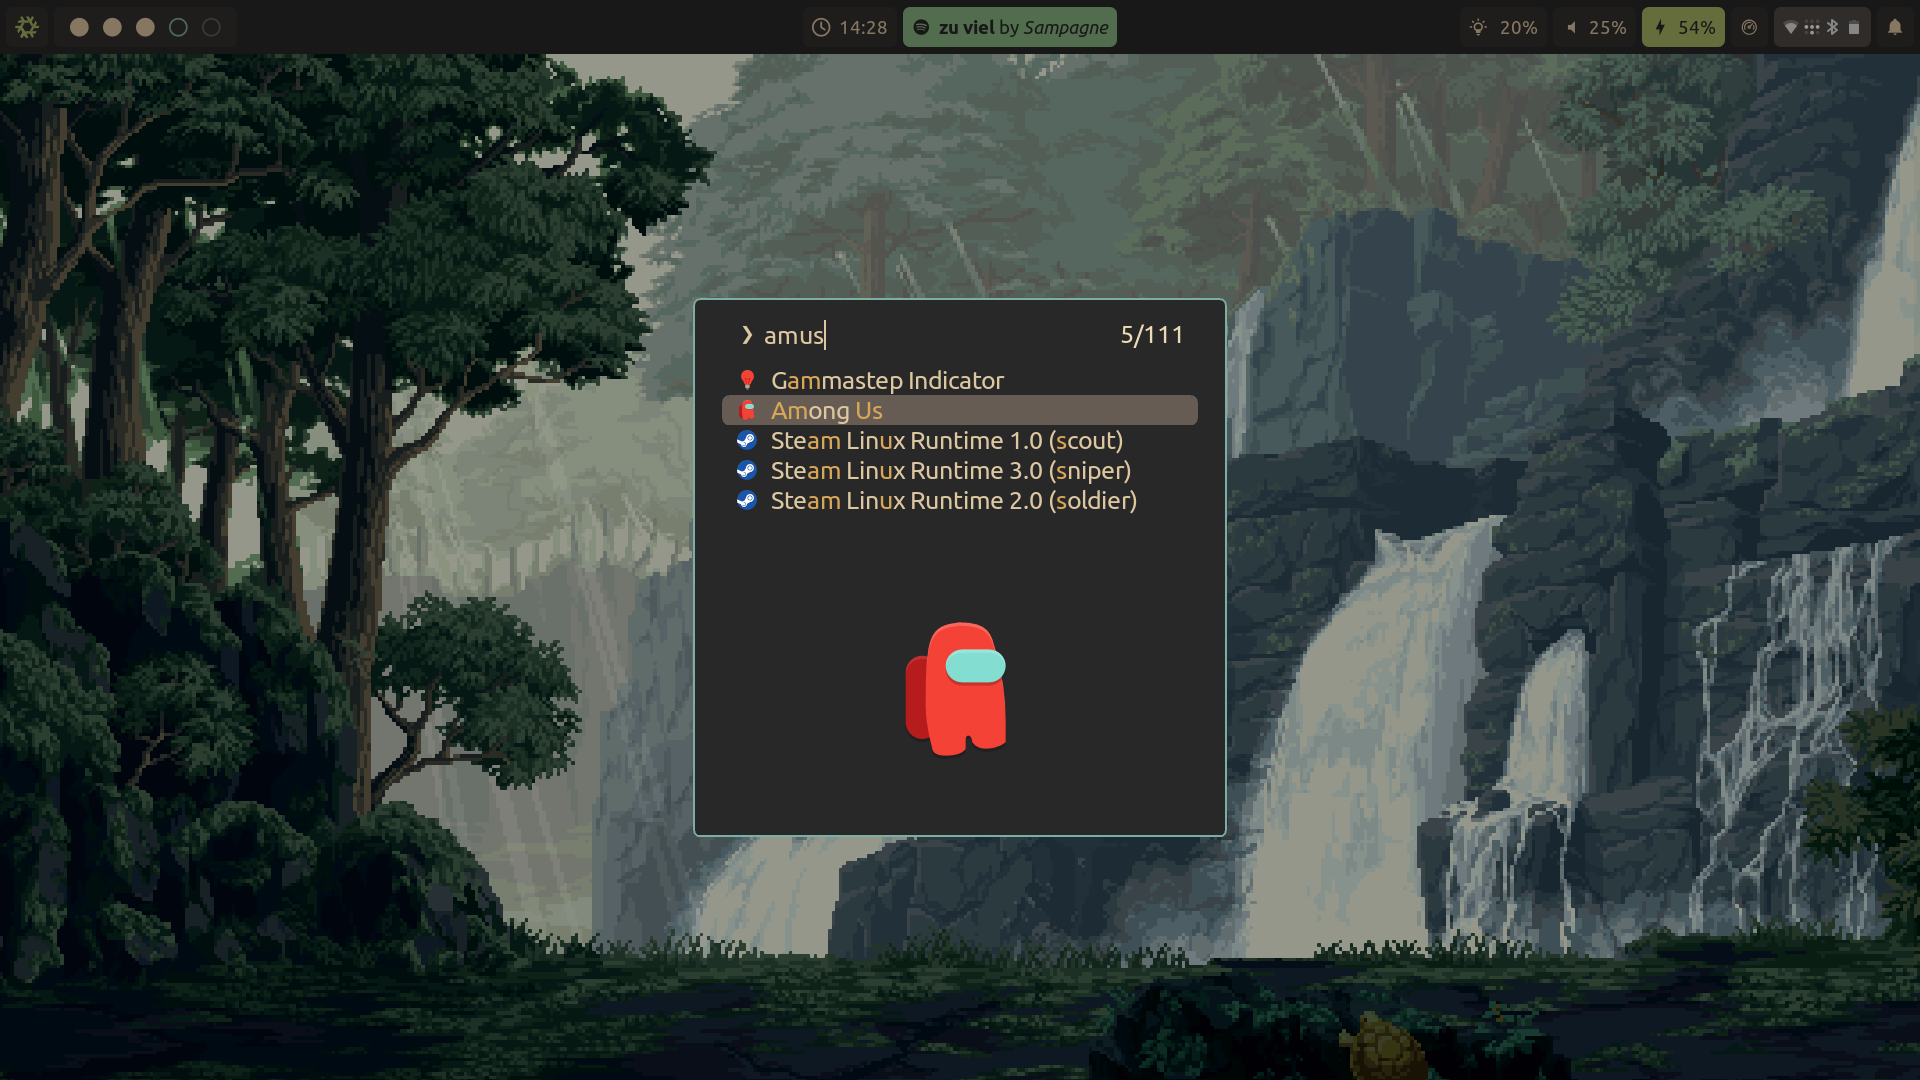 14:28
zu viel by Sampagne
20%
25%
54%
❯ amus
5/111
Gammastep Indicator
Among Us
Steam Linux Runtime 1.0 (scout)
Steam Linux Runtime 3.0 (sniper)
Steam Linux Runtime 2.0 (soldier)